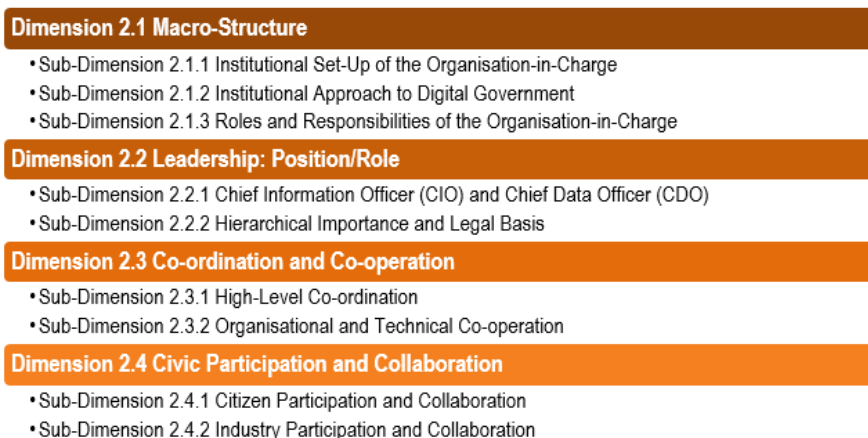 Dimension 2.1 Macro-Structure
• Sub-Dimension 2.1.1 Institutional Set-Up of the Organisation-in-Charge
• Sub-Dimension 2.1.2 Institutional Approach to Digital Government
• Sub-Dimension 2.1.3 Roles and Responsibilities of the Organisation-in-Charge
Dimension 2.2 Leadership: Position/Role
• Sub-Dimension 2.2.1 Chief Information Officer (CIO) and Chief Data Officer (CDO)
• Sub-Dimension 2.2.2 Hierarchical Importance and Legal Basis
Dimension 2.3 Co-ordination and Co-operation
• Sub-Dimension 2.3.1 High-Level Co-ordination
• Sub-Dimension 2.3.2 Organisational and Technical Co-operation
Dimension 2.4 Civic Participation and Collaboration
• Sub-Dimension 2.4.1 Citizen Participation and Collaboration
• Sub-Dimension 2.4.2 Industry Participation and Collaboration